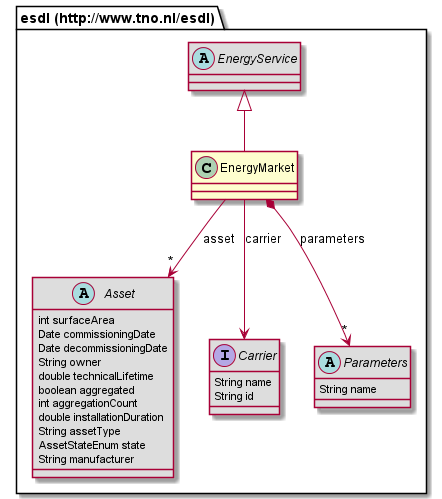 esdl (http://www.tno.nl/esdl)
A EnergyService
C EnergyMarket
asset carrier parameters
* *
A Asset
int surfaceArea
Date commissioningDate
Date decommissioningDate
String owner
double technicalLifetime
boolean aggregated
int aggregationCount
double installationDuration
String assetType
AssetStateEnum state
String manufacturer
I Carrier
String name
String id
A Parameters
String name